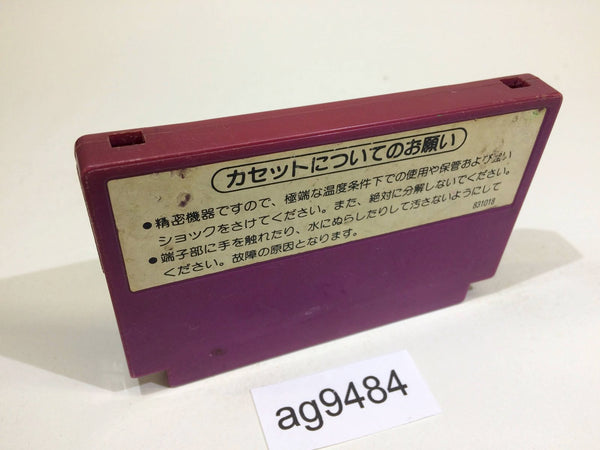 カセットについてのお願い
●精密機器ですので、極端な温度条件下での使用や保管および強い
ショックをさけてください。また、絶対に分解しないでください。
●端子部に手を触れたり、水にぬらしたりして汚さないようにして
ください。故障の原因となります。
831018
ag9484